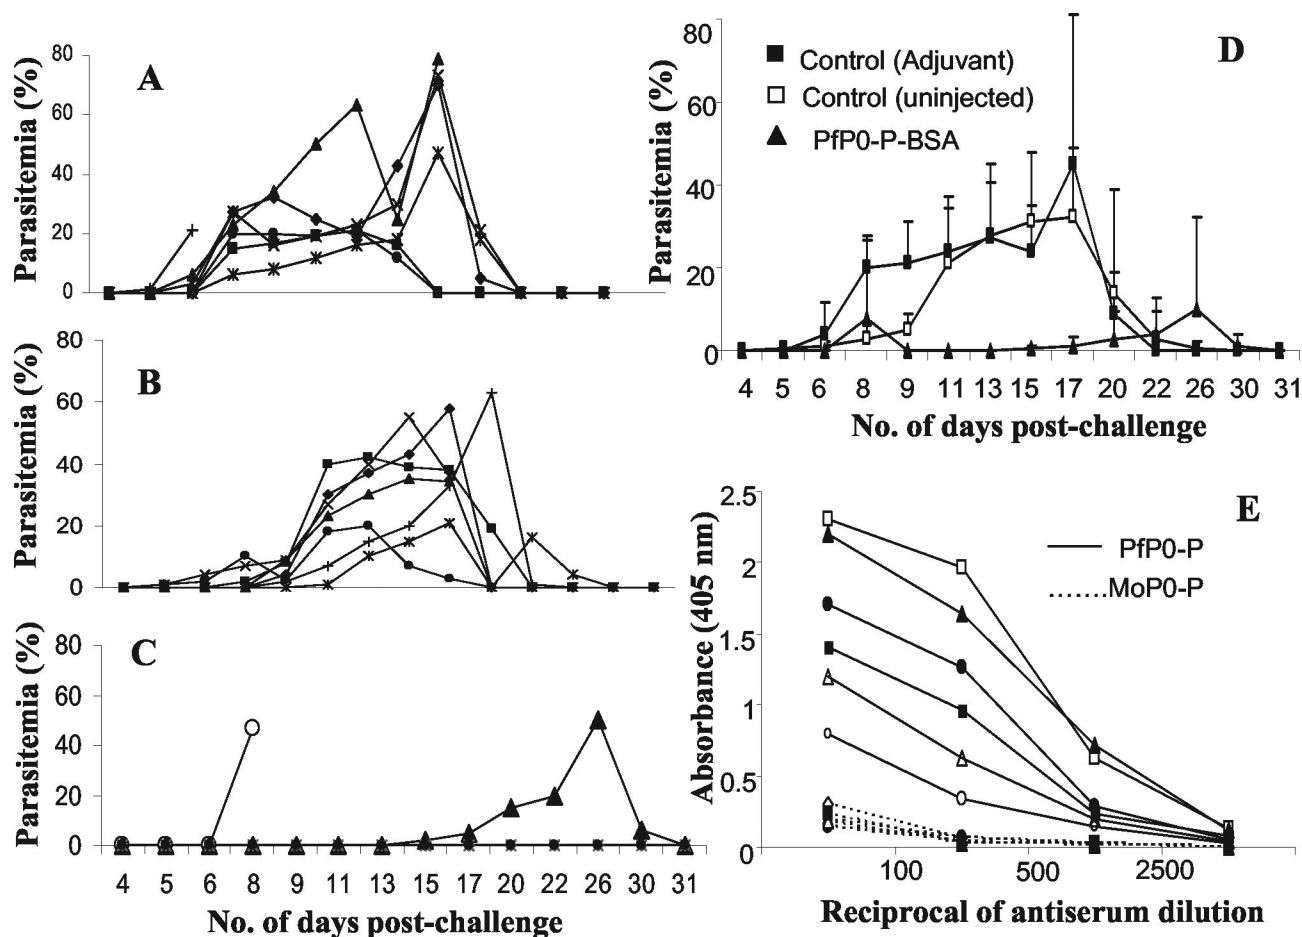 A
Parasitemia (%)
80
60
40
20
0
B
Parasitemia (%)
80
60
40
20
0
C
Parasitemia (%)
80
60
40
20
0
4 5 6 8 9 11 13 15 17 20 22 26 30 31
No. of days post-challenge
D
Parasitemia (%)
80
60
40
20
0
Control (Adjuvant)
Control (uninjected)
PfP0-P-BSA
4 5 6 8 9 11 13 15 17 20 22 26 30 31
No. of days post-challenge
E
Absorbance (405 nm)
2.5
2
1.5
1
0.5
0
PfP0-P
MoP0-P
100 500 2500
Reciprocal of antiserum dilution